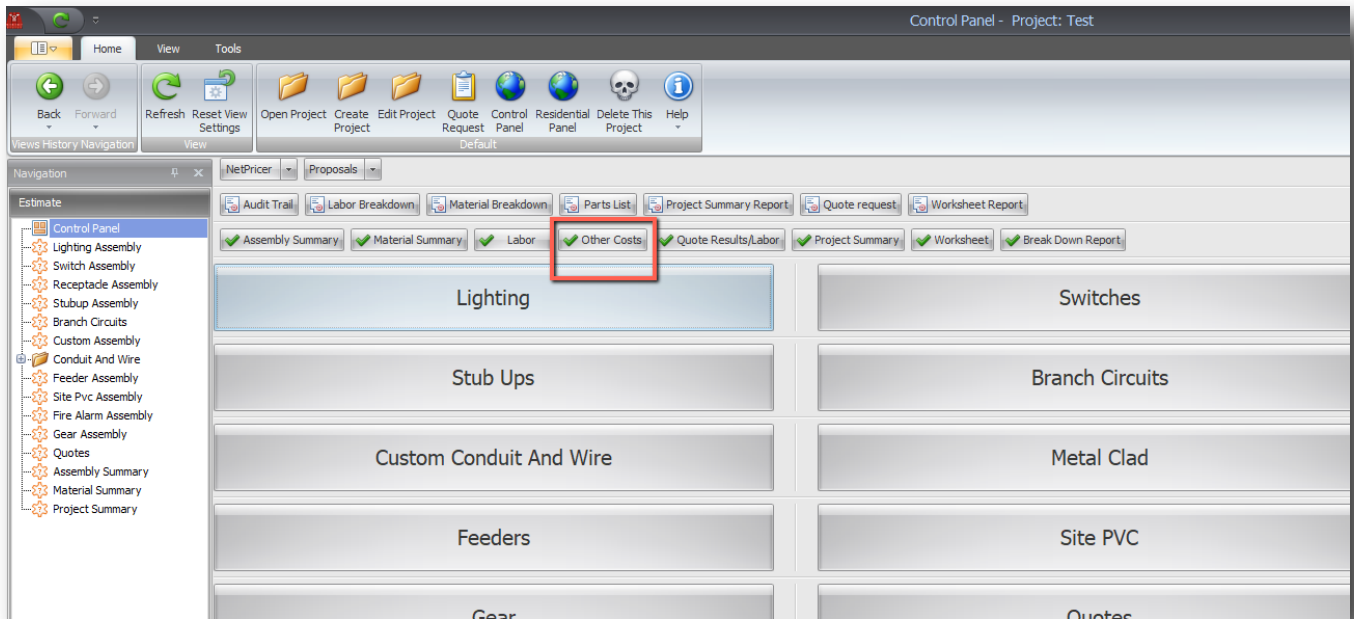 Control Panel - Project: Test
Home View Tools
Back Forward Refresh Reset View Settings Open Project Create Project Edit Project Quote Request Control Panel Residential Panel Delete This Project Help
Views History Navigation View Default
Navigation
NetPricer Proposals
Estimate
Audit Trail Labor Breakdown Material Breakdown Parts List Project Summary Report Quote request Worksheet Report
Assembly Summary Material Summary Labor Other Costs Quote Results/Labor Project Summary Worksheet Break Down Report
Control Panel
Lighting Assembly
Switch Assembly
Receptacle Assembly
Stubup Assembly
Branch Circuits
Custom Assembly
Conduit And Wire
Feeder Assembly
Site Pvc Assembly
Fire Alarm Assembly
Gear Assembly
Quotes
Assembly Summary
Material Summary
Project Summary
Lighting Switches
Stub Ups Branch Circuits
Custom Conduit And Wire Metal Clad
Feeders Site PVC
Gear Quotes